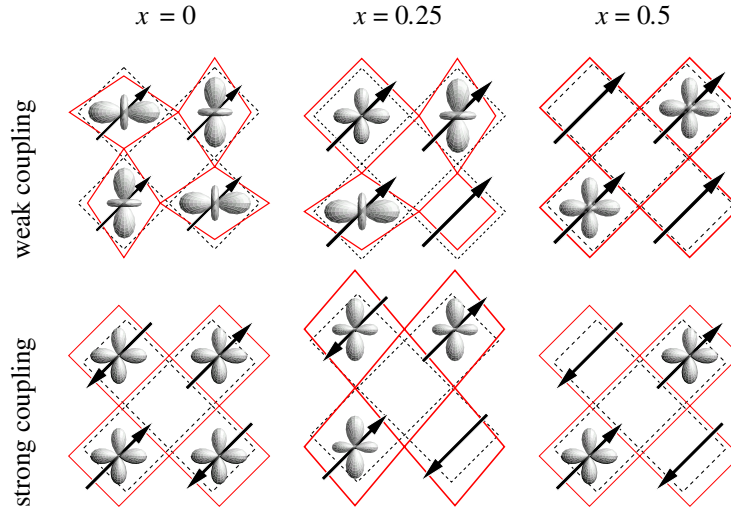 x = 0
x = 0.25
x = 0.5
weak coupling
strong coupling